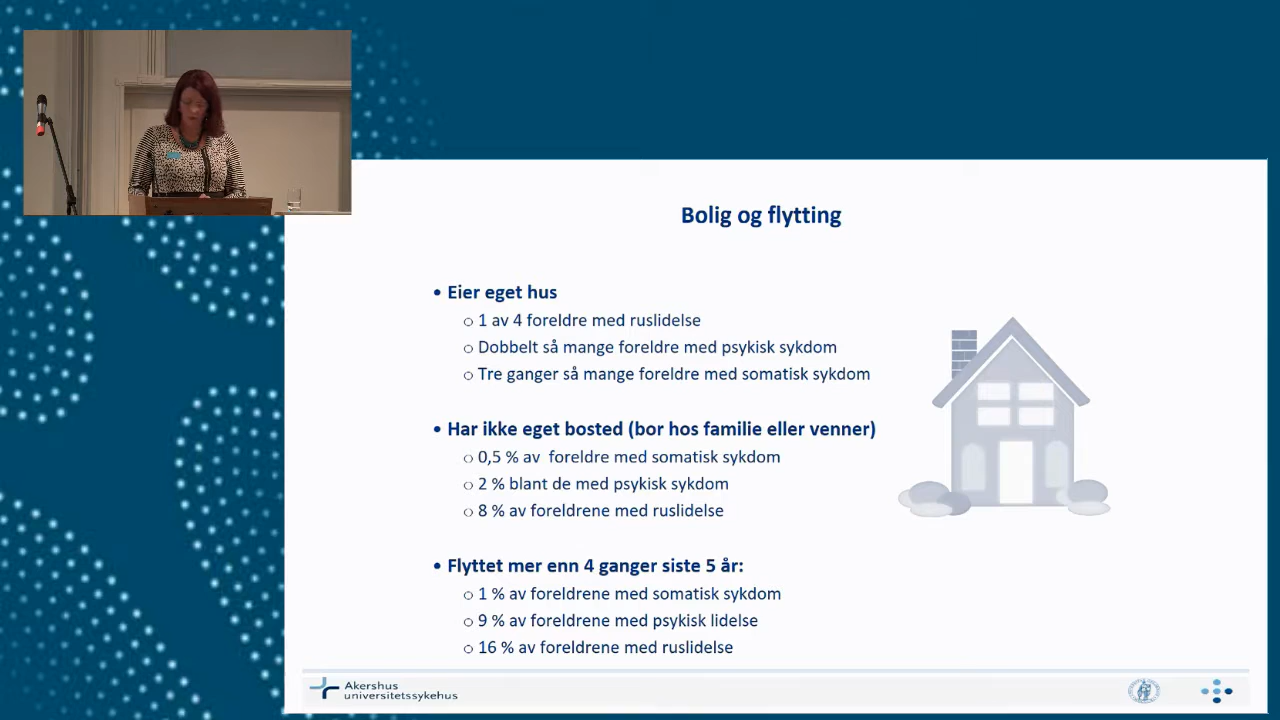 Bolig og flytting
• Eier eget hus
o 1 av 4 foreldre med ruslidelse
o Dobbelt så mange foreldre med psykisk sykdom
o Tre ganger så mange foreldre med somatisk sykdom
• Har ikke eget bosted (bor hos familie eller venner)
o 0,5 % av  foreldre med somatisk sykdom
o 2 % blant de med psykisk sykdom
o 8 % av foreldrene med ruslidelse
• Flyttet mer enn 4 ganger siste 5 år:
o 1 % av foreldrene med somatisk sykdom
o 9 % av foreldrene med psykisk lidelse
o 16 % av foreldrene med ruslidelse
Akershus
universitetssykehus